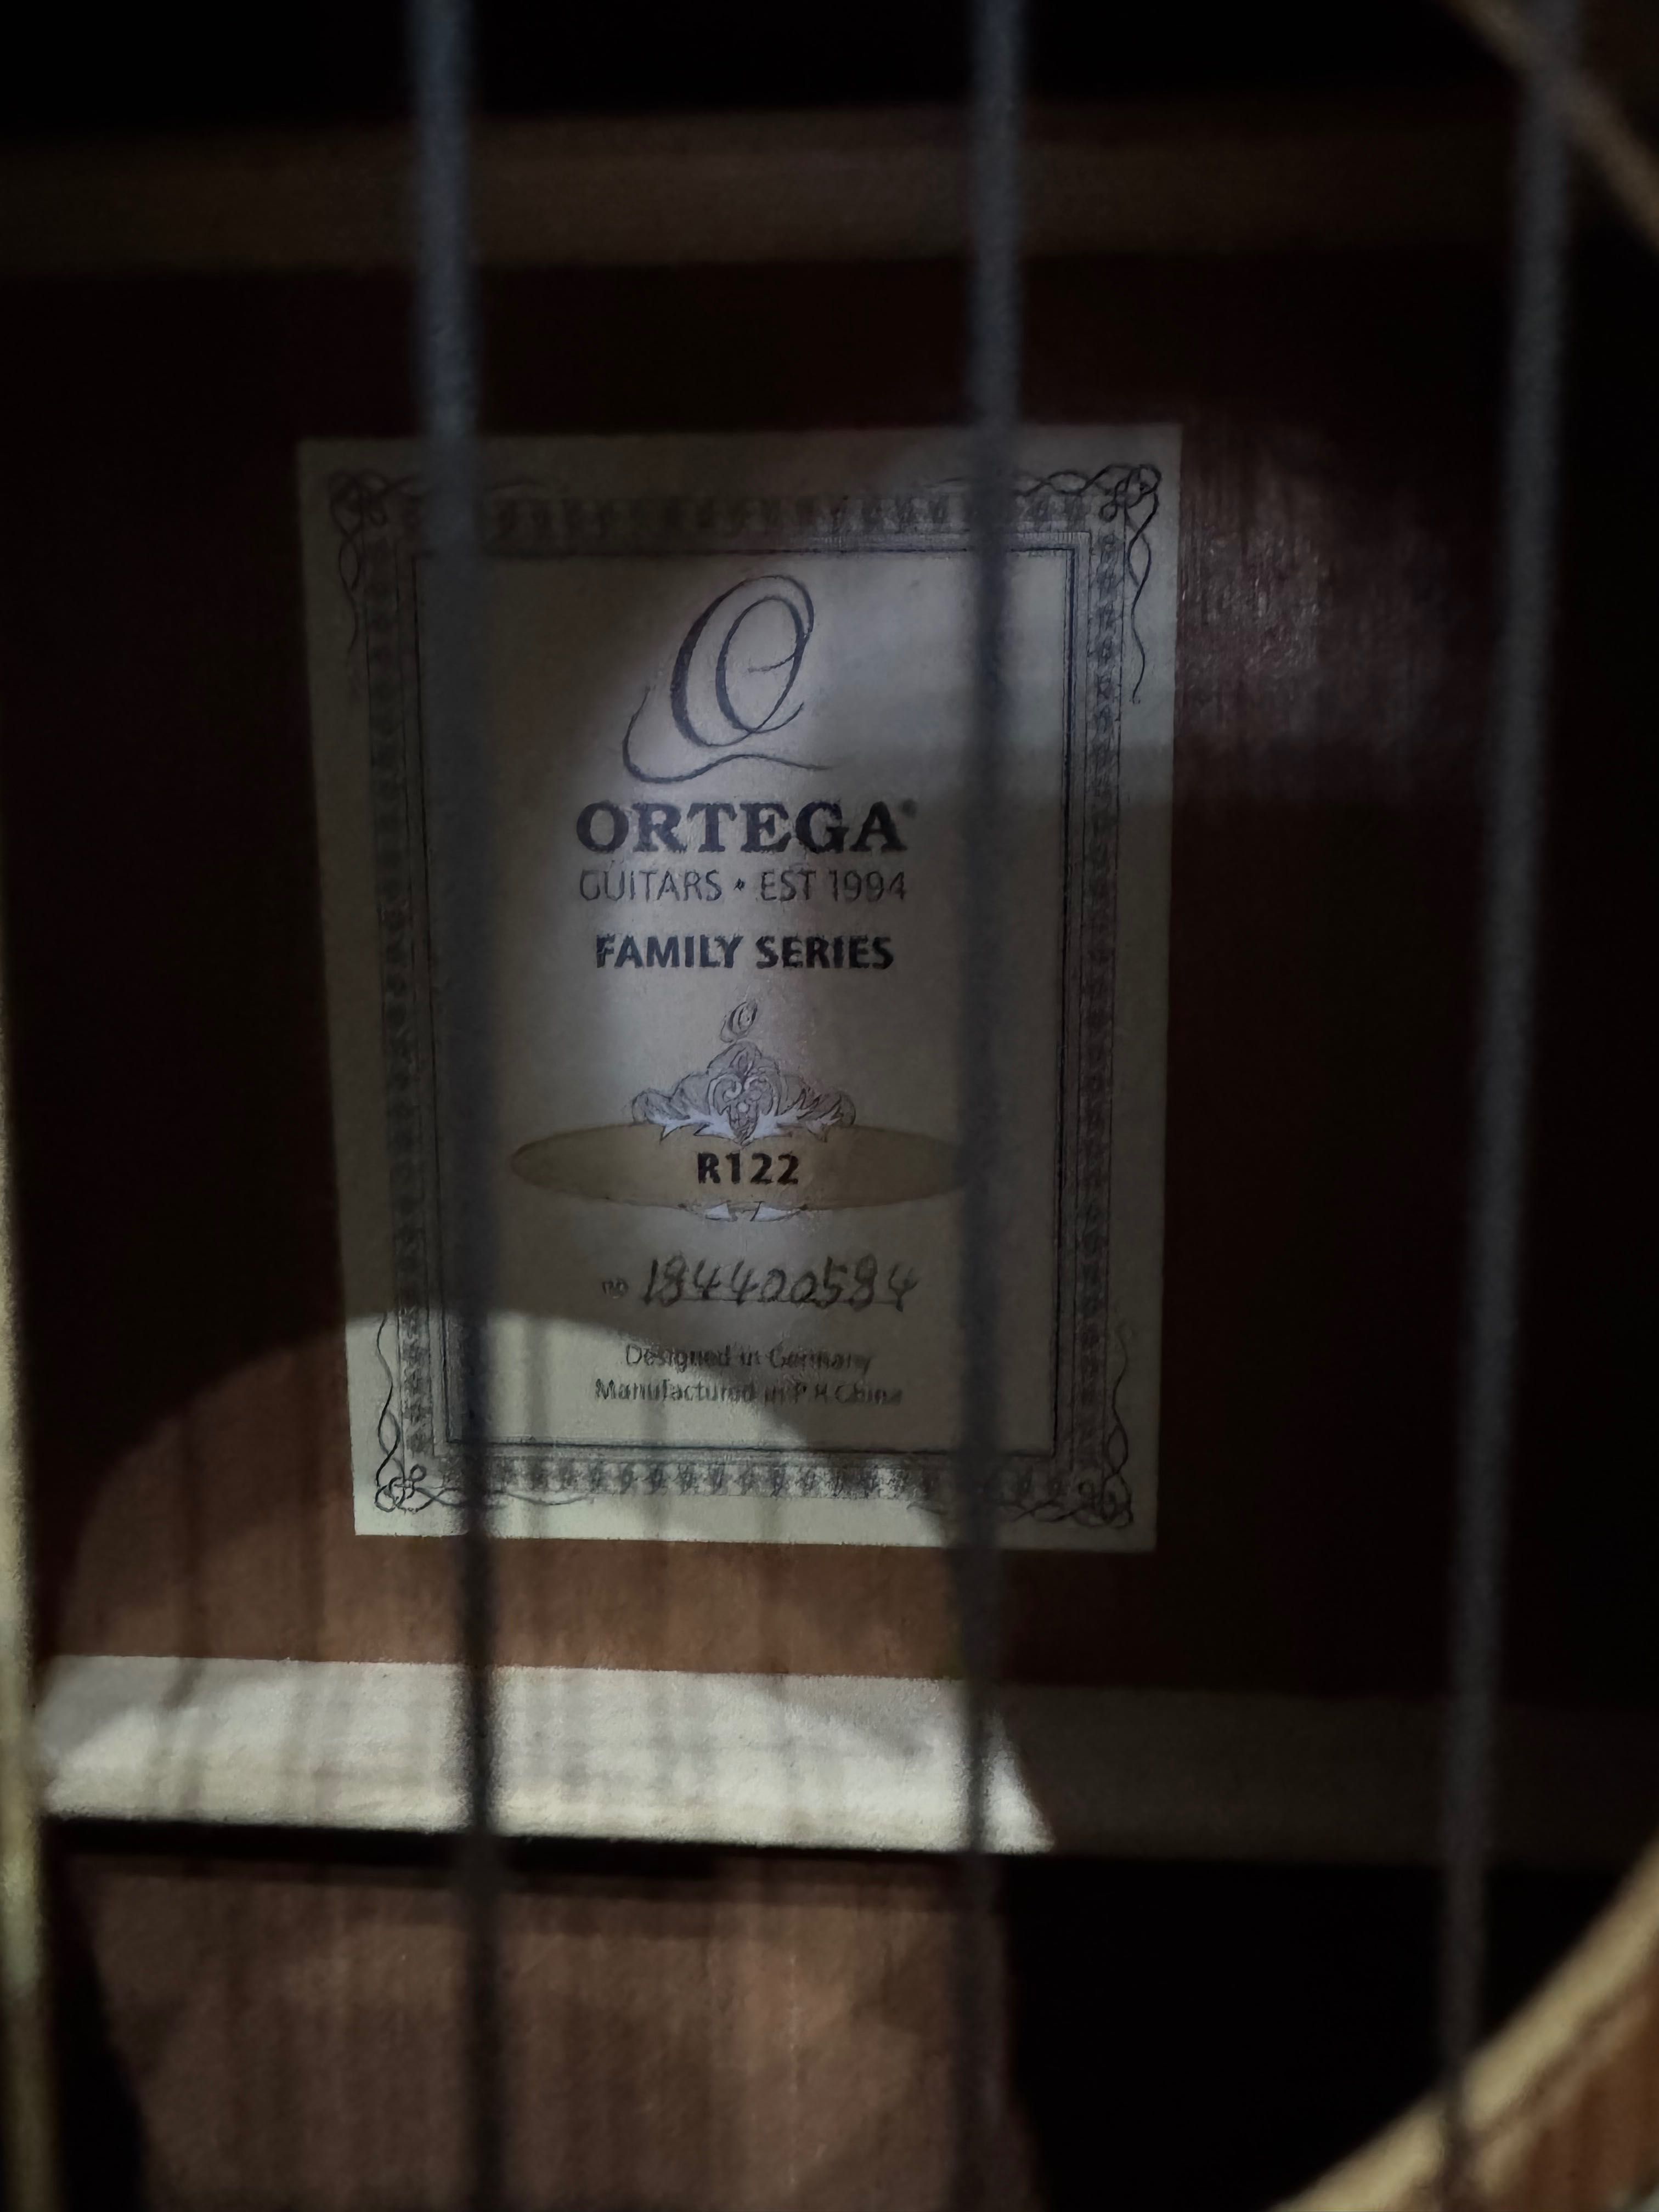 ORTEGA®
GUITARS • EST 1994
FAMILY SERIES
R122
no. 184400584
Designed in Germany
Manufactured in P.R.China